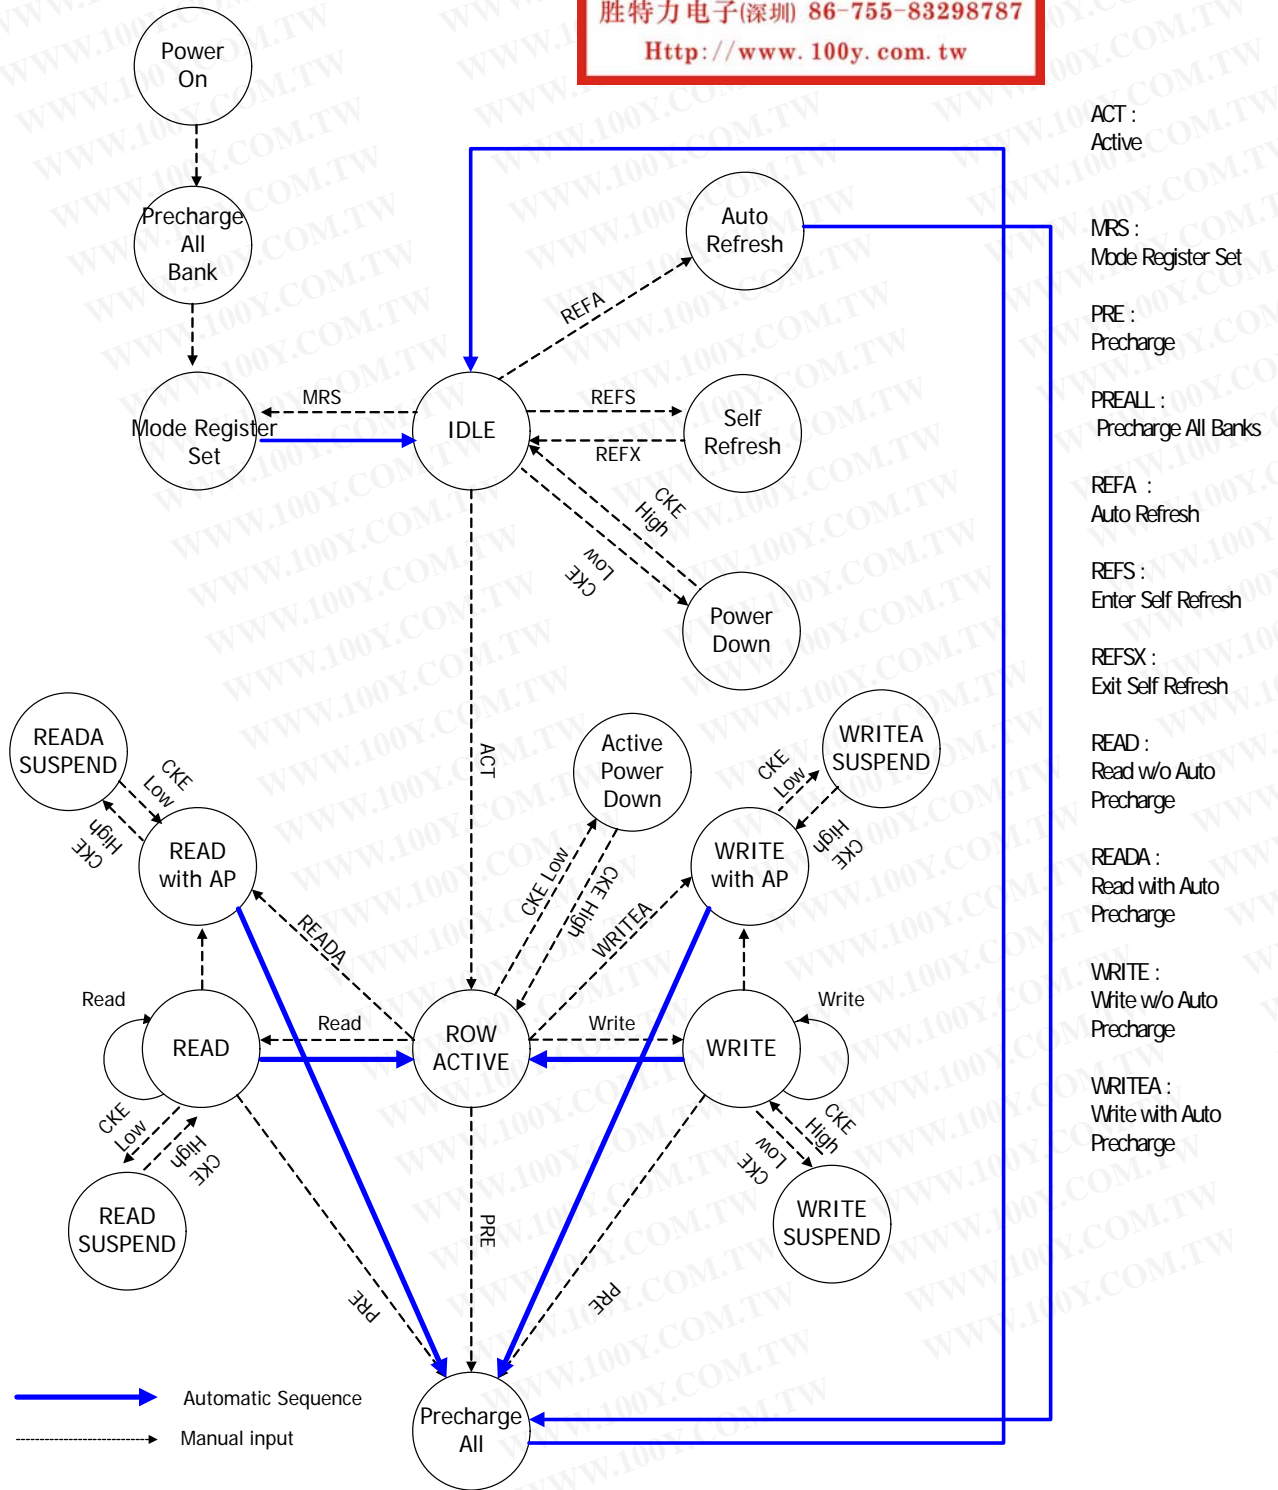 胜特力电子(深圳) 86-755-83298787
Http://www.100y.com.tw
Power
On
Precharge
All
Bank
Mode Register
Set
MRS
IDLE
REFA
Auto
Refresh
REFS
REFX
Self
Refresh
CKE
High
CKE
Low
Power
Down
ACT
READA
SUSPEND
CKE
Low
CKE
High
READ
with AP
READA
Active
Power
Down
CKE Low
CKE High
WRITEA
WRITEA
SUSPEND
CKE
Low
CKE
High
WRITE
with AP
Read
READ
Read
ROW
ACTIVE
Write
WRITE
Write
CKE
Low
CKE
High
READ
SUSPEND
CKE
High
CKE
Low
WRITE
SUSPEND
PRE
PRE
PRE
Precharge
All
Automatic Sequence
Manual input
ACT :
Active
MRS :
Mode Register Set
PRE :
Precharge
PREALL :
Precharge All Banks
REFA :
Auto Refresh
REFS :
Enter Self Refresh
REFSX :
Exit Self Refresh
READ :
Read w/o Auto
Precharge
READA :
Read with Auto
Precharge
WRITE :
Write w/o Auto
Precharge
WRITEA :
Write with Auto
Precharge
WWW.100Y.COM.TW